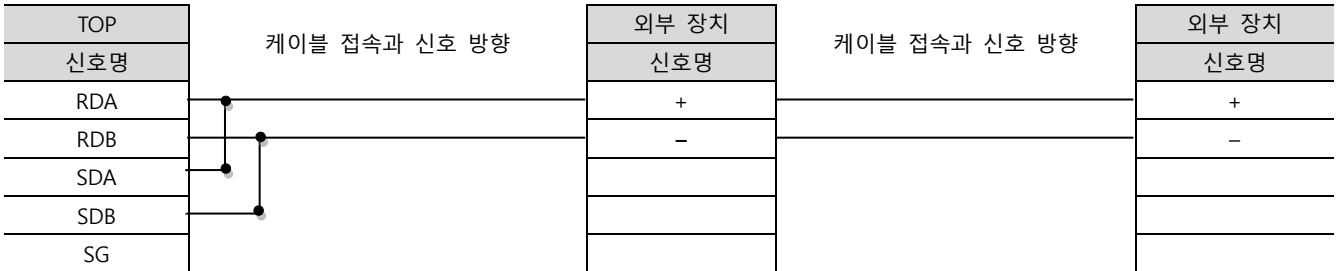 TOP
케이블 접속과 신호 방향
외부 장치
케이블 접속과 신호 방향
외부 장치
신호명
신호명
신호명
RDA
+
+
RDB
−
−
SDA
SDB
SG